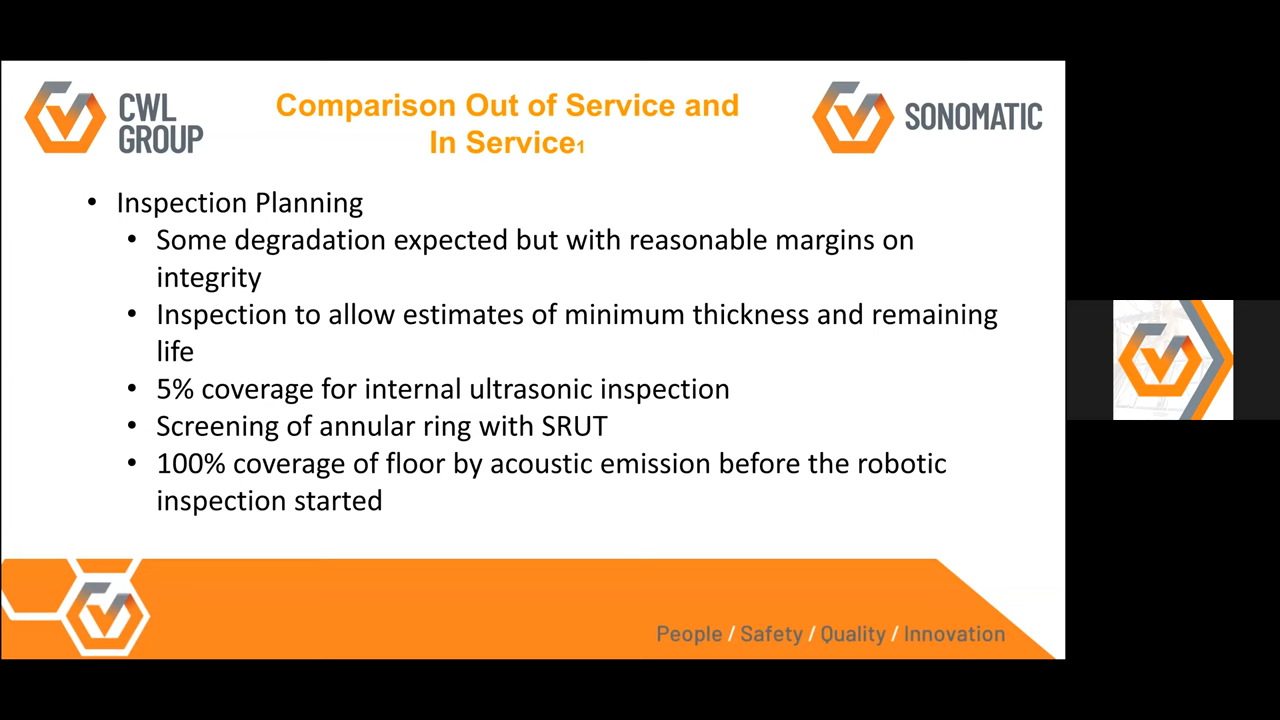 CWL
GROUP
Comparison Out of Service and
In Service1
SONOMATIC
• Inspection Planning
• Some degradation expected but with reasonable margins on
integrity
• Inspection to allow estimates of minimum thickness and remaining
life
• 5% coverage for internal ultrasonic inspection
• Screening of annular ring with SRUT
• 100% coverage of floor by acoustic emission before the robotic
inspection started
People / Safety / Quality / Innovation